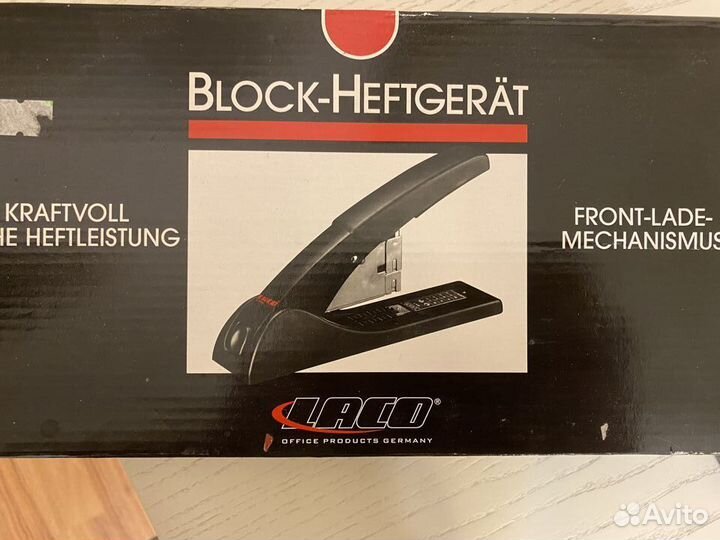 BLOCK-HEFTGERÄT
KRAFTVOLL
HE HEFTLEISTUNG
FRONT-LADE-
MECHANISMUS
LACO®
OFFICE PRODUCTS GERMANY
Avito